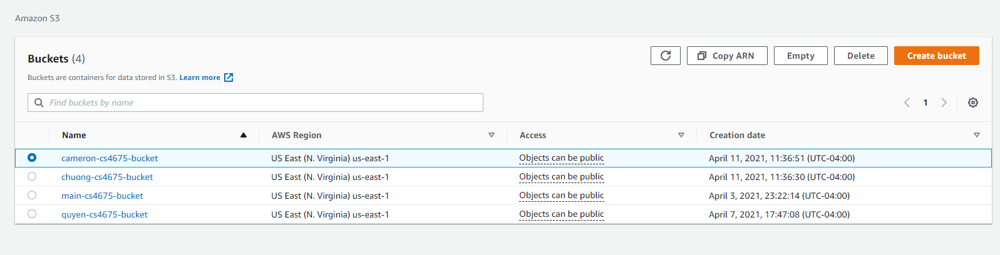 Amazon S3
Buckets (4)
Copy ARN Empty Delete Create bucket
Buckets are containers for data stored in S3. Learn more
Find buckets by name
1
Name AWS Region Access Creation date
cameron-cs4675-bucket US East (N. Virginia) us-east-1 Objects can be public April 11, 2021, 11:36:51 (UTC-04:00)
chuong-cs4675-bucket US East (N. Virginia) us-east-1 Objects can be public April 11, 2021, 11:36:30 (UTC-04:00)
main-cs4675-bucket US East (N. Virginia) us-east-1 Objects can be public April 3, 2021, 23:22:14 (UTC-04:00)
quyen-cs4675-bucket US East (N. Virginia) us-east-1 Objects can be public April 7, 2021, 17:47:08 (UTC-04:00)